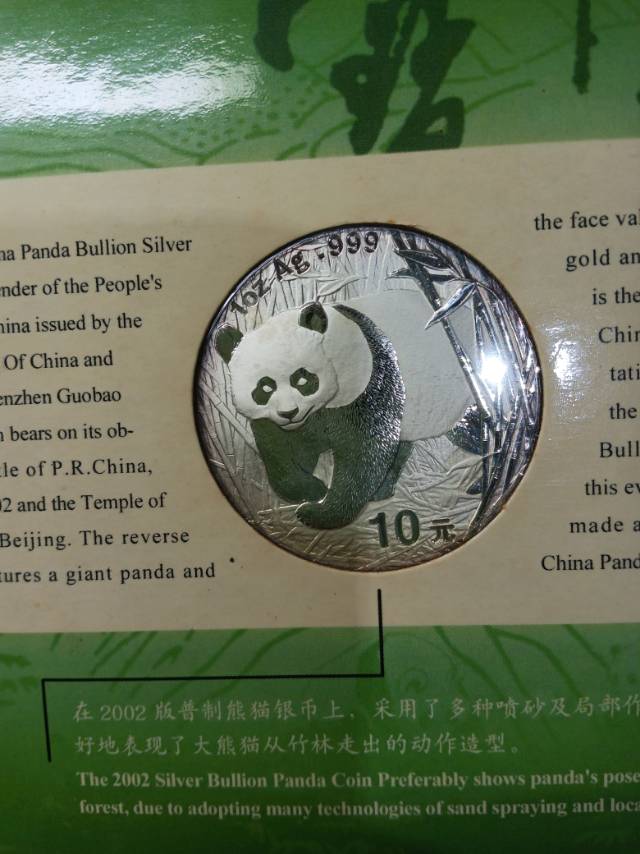 na Panda Bullion Silver
ender of the People's
hina issued by the
Of China and
enzhen Guobao
n bears on its ob-
tle of P.R.China,
02 and the Temple of
Beijing. The reverse
tures a giant panda and
1oz Ag .999
10元
the face val
gold an
is the
Chin
tati
the
Bull
this ev
made a
China Pand
在2002版普制熊猫银币上，采用了多种喷砂及局部作
好地表现了大熊猫从竹林走出的动作造型。
The 2002 Silver Bullion Panda Coin Preferably shows panda's pose
forest, due to adopting many technologies of sand spraying and loca